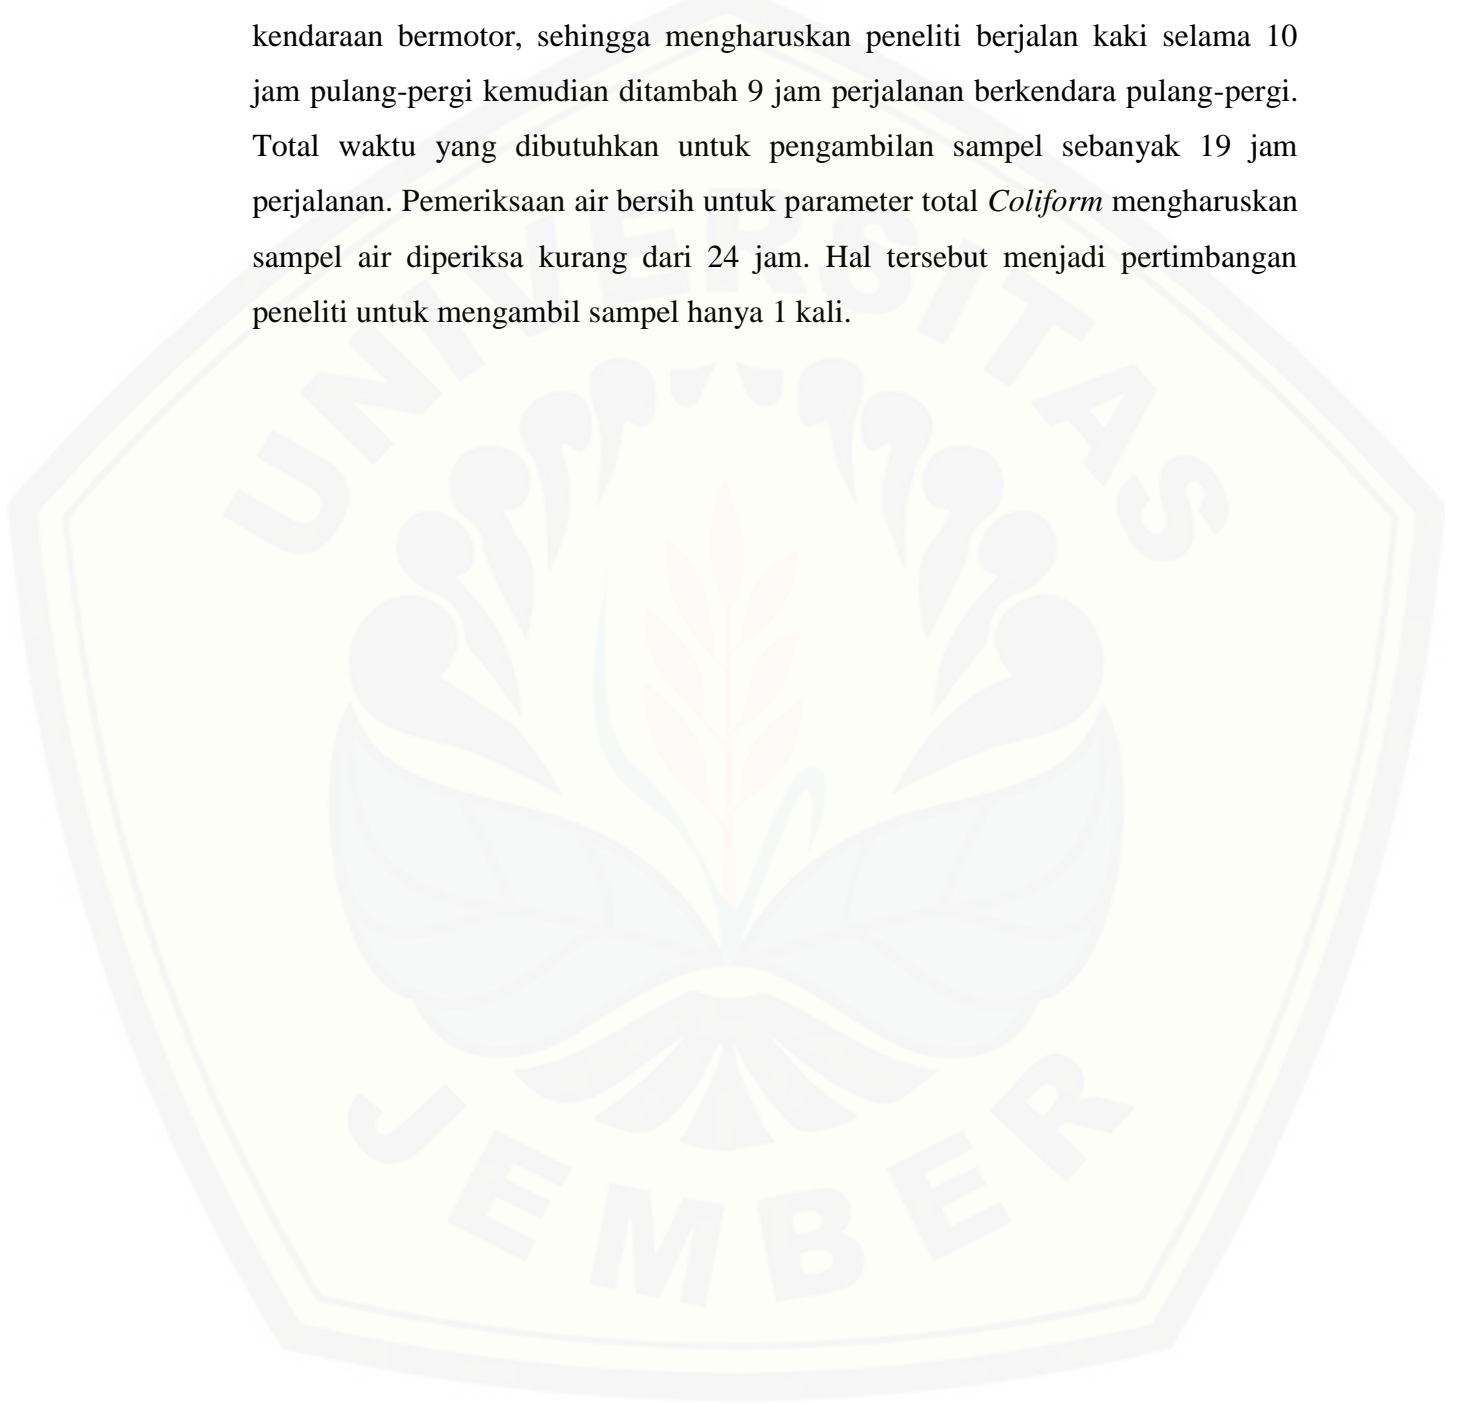 kendaraan bermotor, sehingga mengharuskan peneliti berjalan kaki selama 10
jam pulang-pergi kemudian ditambah 9 jam perjalanan berkendara pulang-pergi.
Total waktu yang dibutuhkan untuk pengambilan sampel sebanyak 19 jam
perjalanan. Pemeriksaan air bersih untuk parameter total Coliform mengharuskan
sampel air diperiksa kurang dari 24 jam. Hal tersebut menjadi pertimbangan
peneliti untuk mengambil sampel hanya 1 kali.
UNIVERSITAS
JEMBER